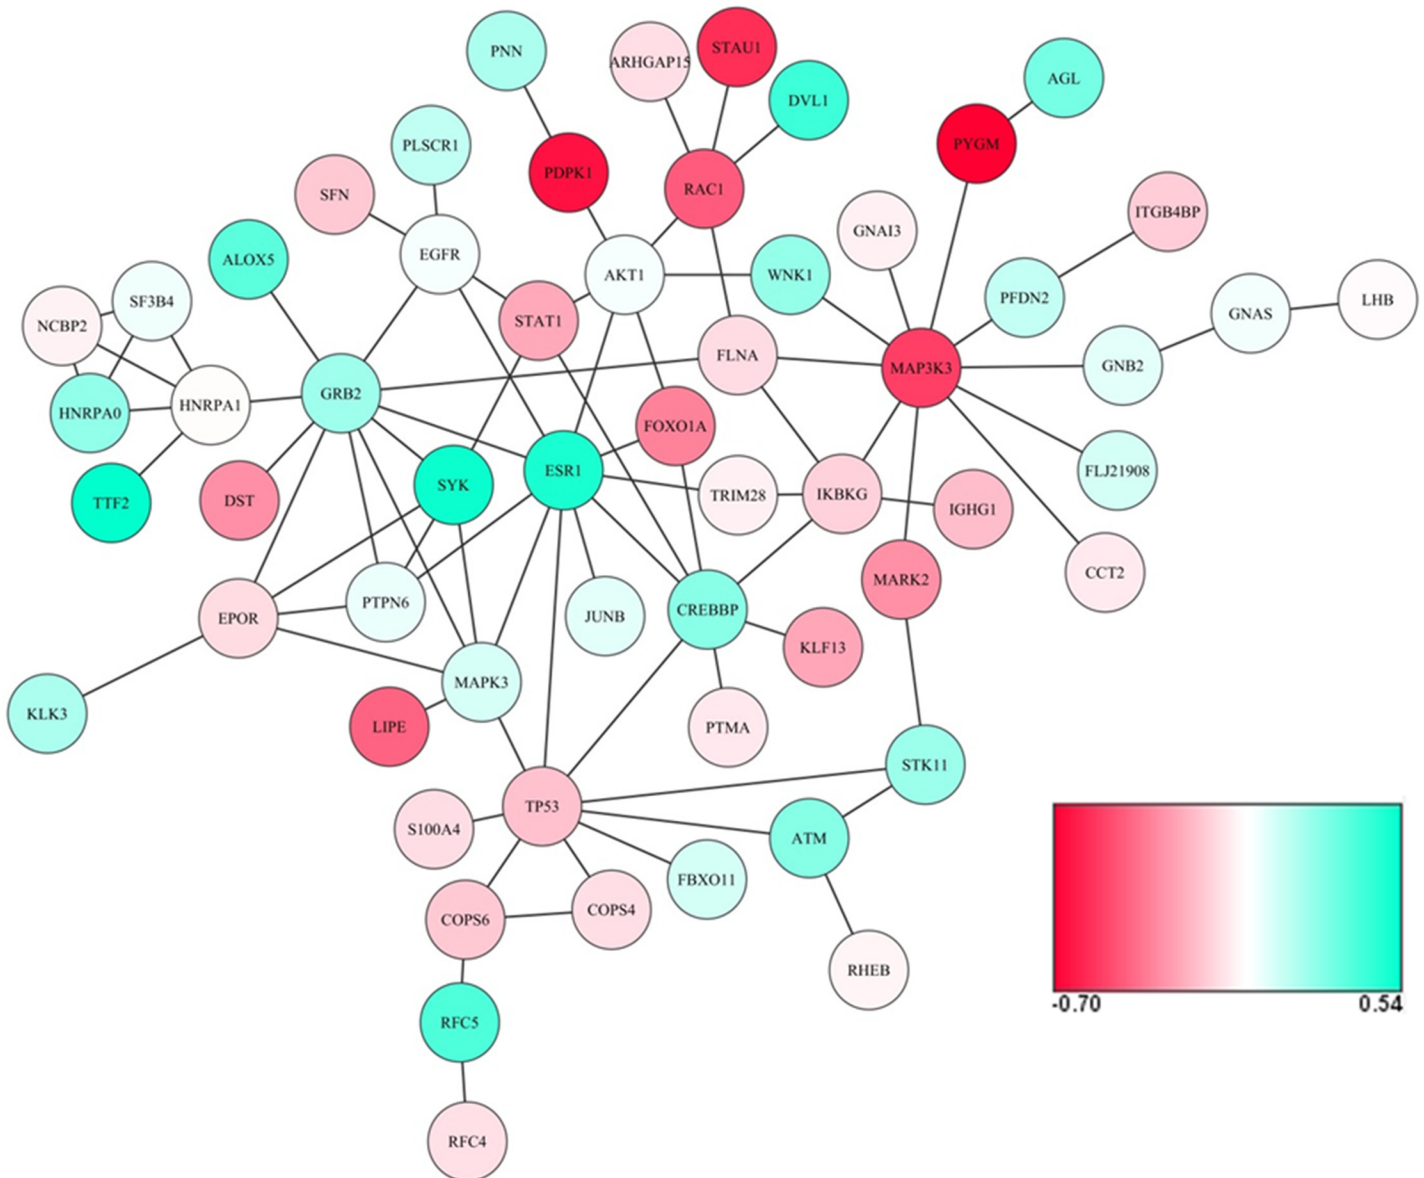 PNN
ARHGAP15
STAU1
DVL1
AGL
PLSCR1
PYGM
PDPK1
RAC1
SFN
ITGB4BP
GNAI3
EGFR
ALOX5
AKT1
WNK1
PFDN2
SF3B4
LHB
GNAS
STAT1
NCBP2
FLNA
GNB2
MAP3K3
GRB2
HNRPA1
HNRPA0
FOXO1A
ESR1
FLJ21908
SYK
TRIM28
IKBKG
DST
TTF2
IGHG1
CCT2
MARK2
PTPN6
CREBBP
JUNB
EPOR
KLF13
MAPK3
KLK3
LIPE
PTMA
STK11
TP53
S100A4
ATM
FBXO11
COPS4
COPS6
RHEB
-0.70
0.54
RFC5
RFC4